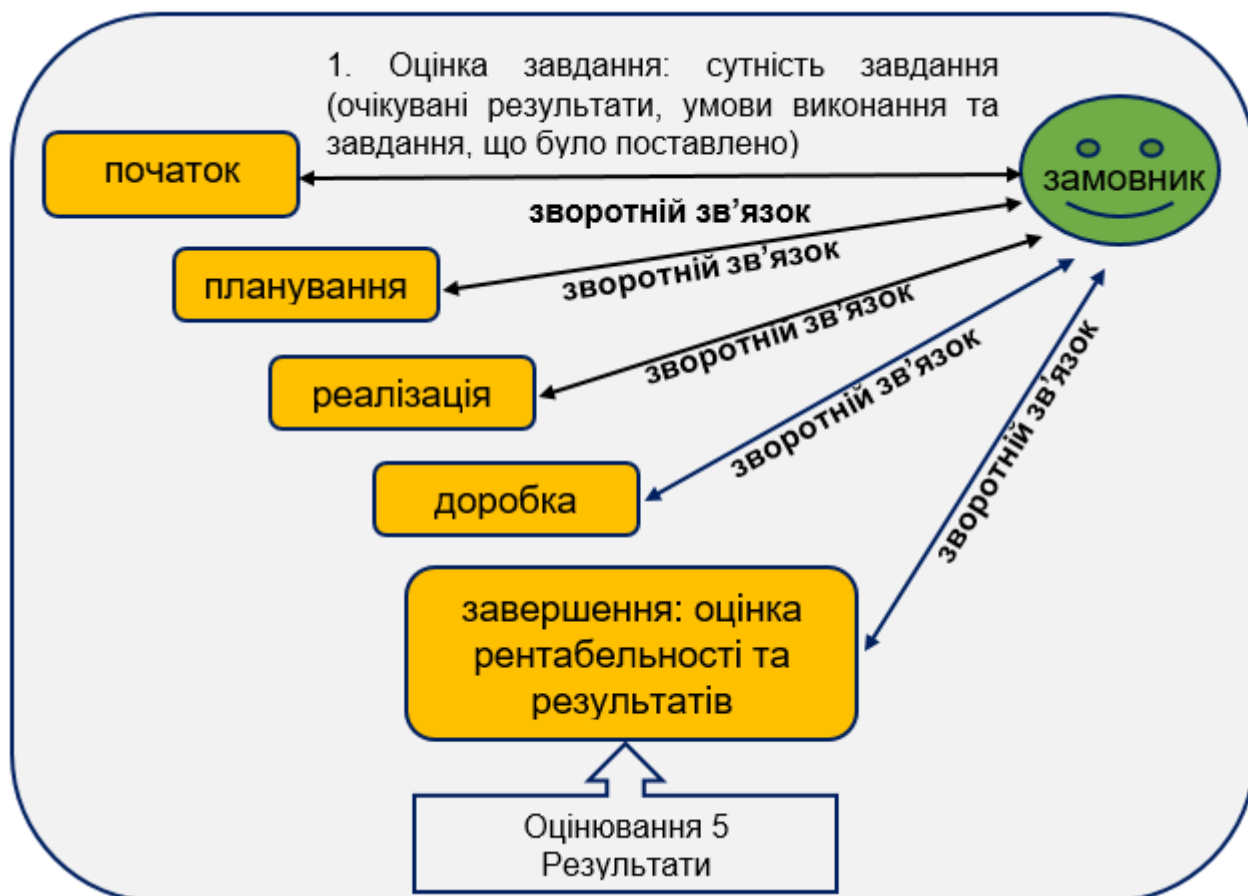 1. Оцінка завдання: сутність завдання
(очікувані результати, умови виконання та
завдання, що було поставлено)
початок
замовник
зворотній зв’язок
планування
зворотній зв’язок
реалізація
зворотній зв’язок
доробка
зворотній зв’язок
зворотній зв’язок
завершення: оцінка
рентабельності та
результатів
Оцінювання 5
Результати